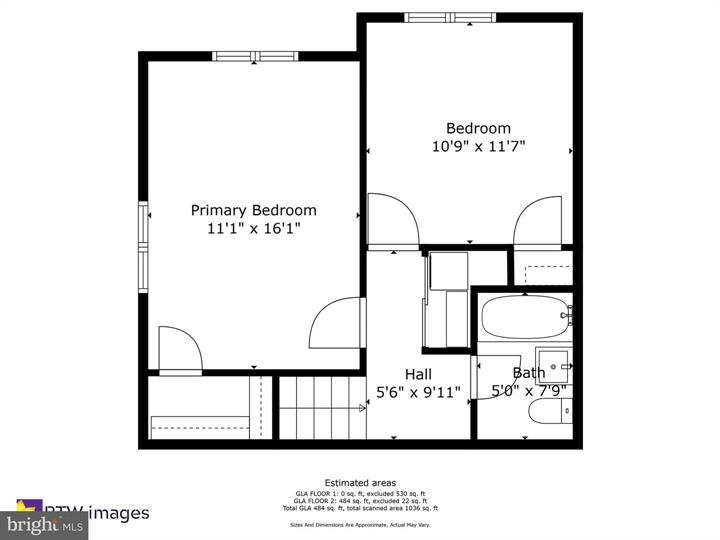 Bedroom
10'9" x 11'7"
Primary Bedroom
11'1" x 16'1"
Hall
5'6" x 9'11"
Bath
5'0" x 7'9"
Estimated areas
GLA FLOOR 1: 0 sq. ft, excluded 530 sq. ft
GLA FLOOR 2: 484 sq. ft, excluded 22 sq. ft
Total GLA 484 sq. ft, total scanned area 1036 sq. ft
Sizes And Dimensions Are Approximate, Actual May Vary.
images
bright MLS